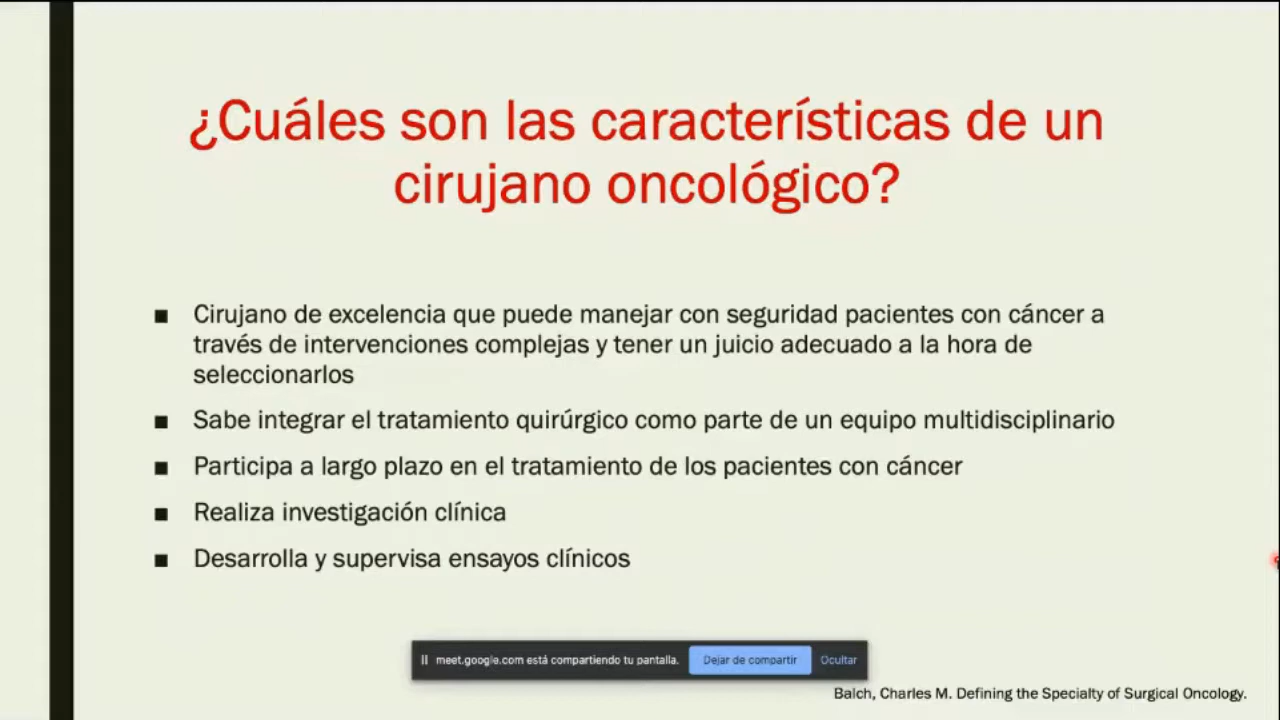 ¿Cuáles son las características de un
cirujano oncológico?
■ Cirujano de excelencia que puede manejar con seguridad pacientes con cáncer a
través de intervenciones complejas y tener un juicio adecuado a la hora de
seleccionarlos
■ Sabe integrar el tratamiento quirúrgico como parte de un equipo multidisciplinario
■ Participa a largo plazo en el tratamiento de los pacientes con cáncer
■ Realiza investigación clínica
■ Desarrolla y supervisa ensayos clínicos
meet.google.com está compartiendo tu pantalla. Dejar de compartir Ocultar
Balch, Charles M. Defining the Specialty of Surgical Oncology.